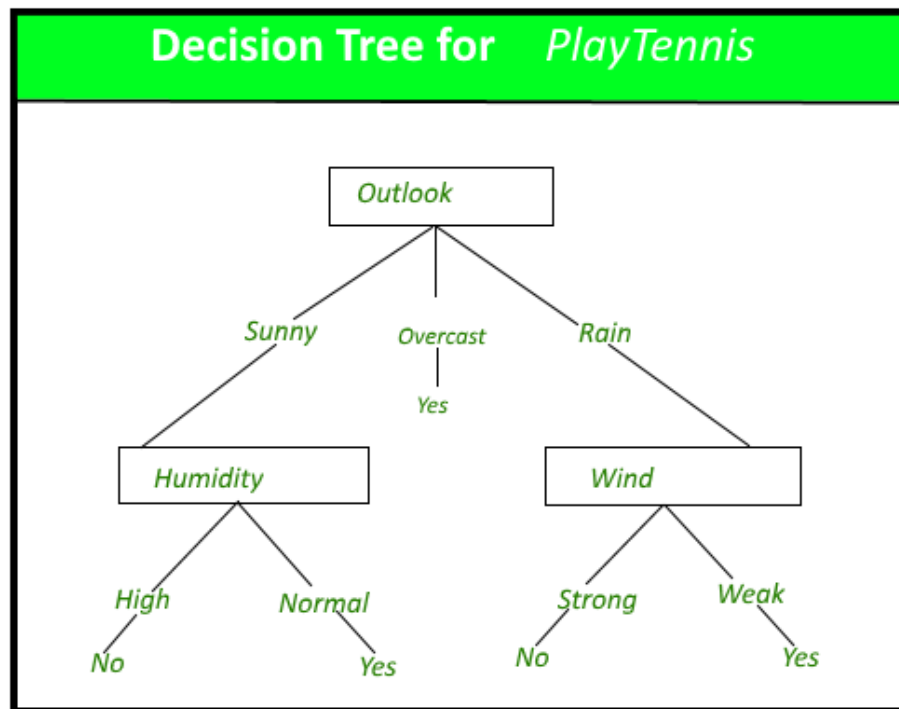 Decision Tree for PlayTennis
Outlook
Sunny Overcast Rain
Yes
Humidity Wind
High Normal Strong Weak
No Yes No Yes